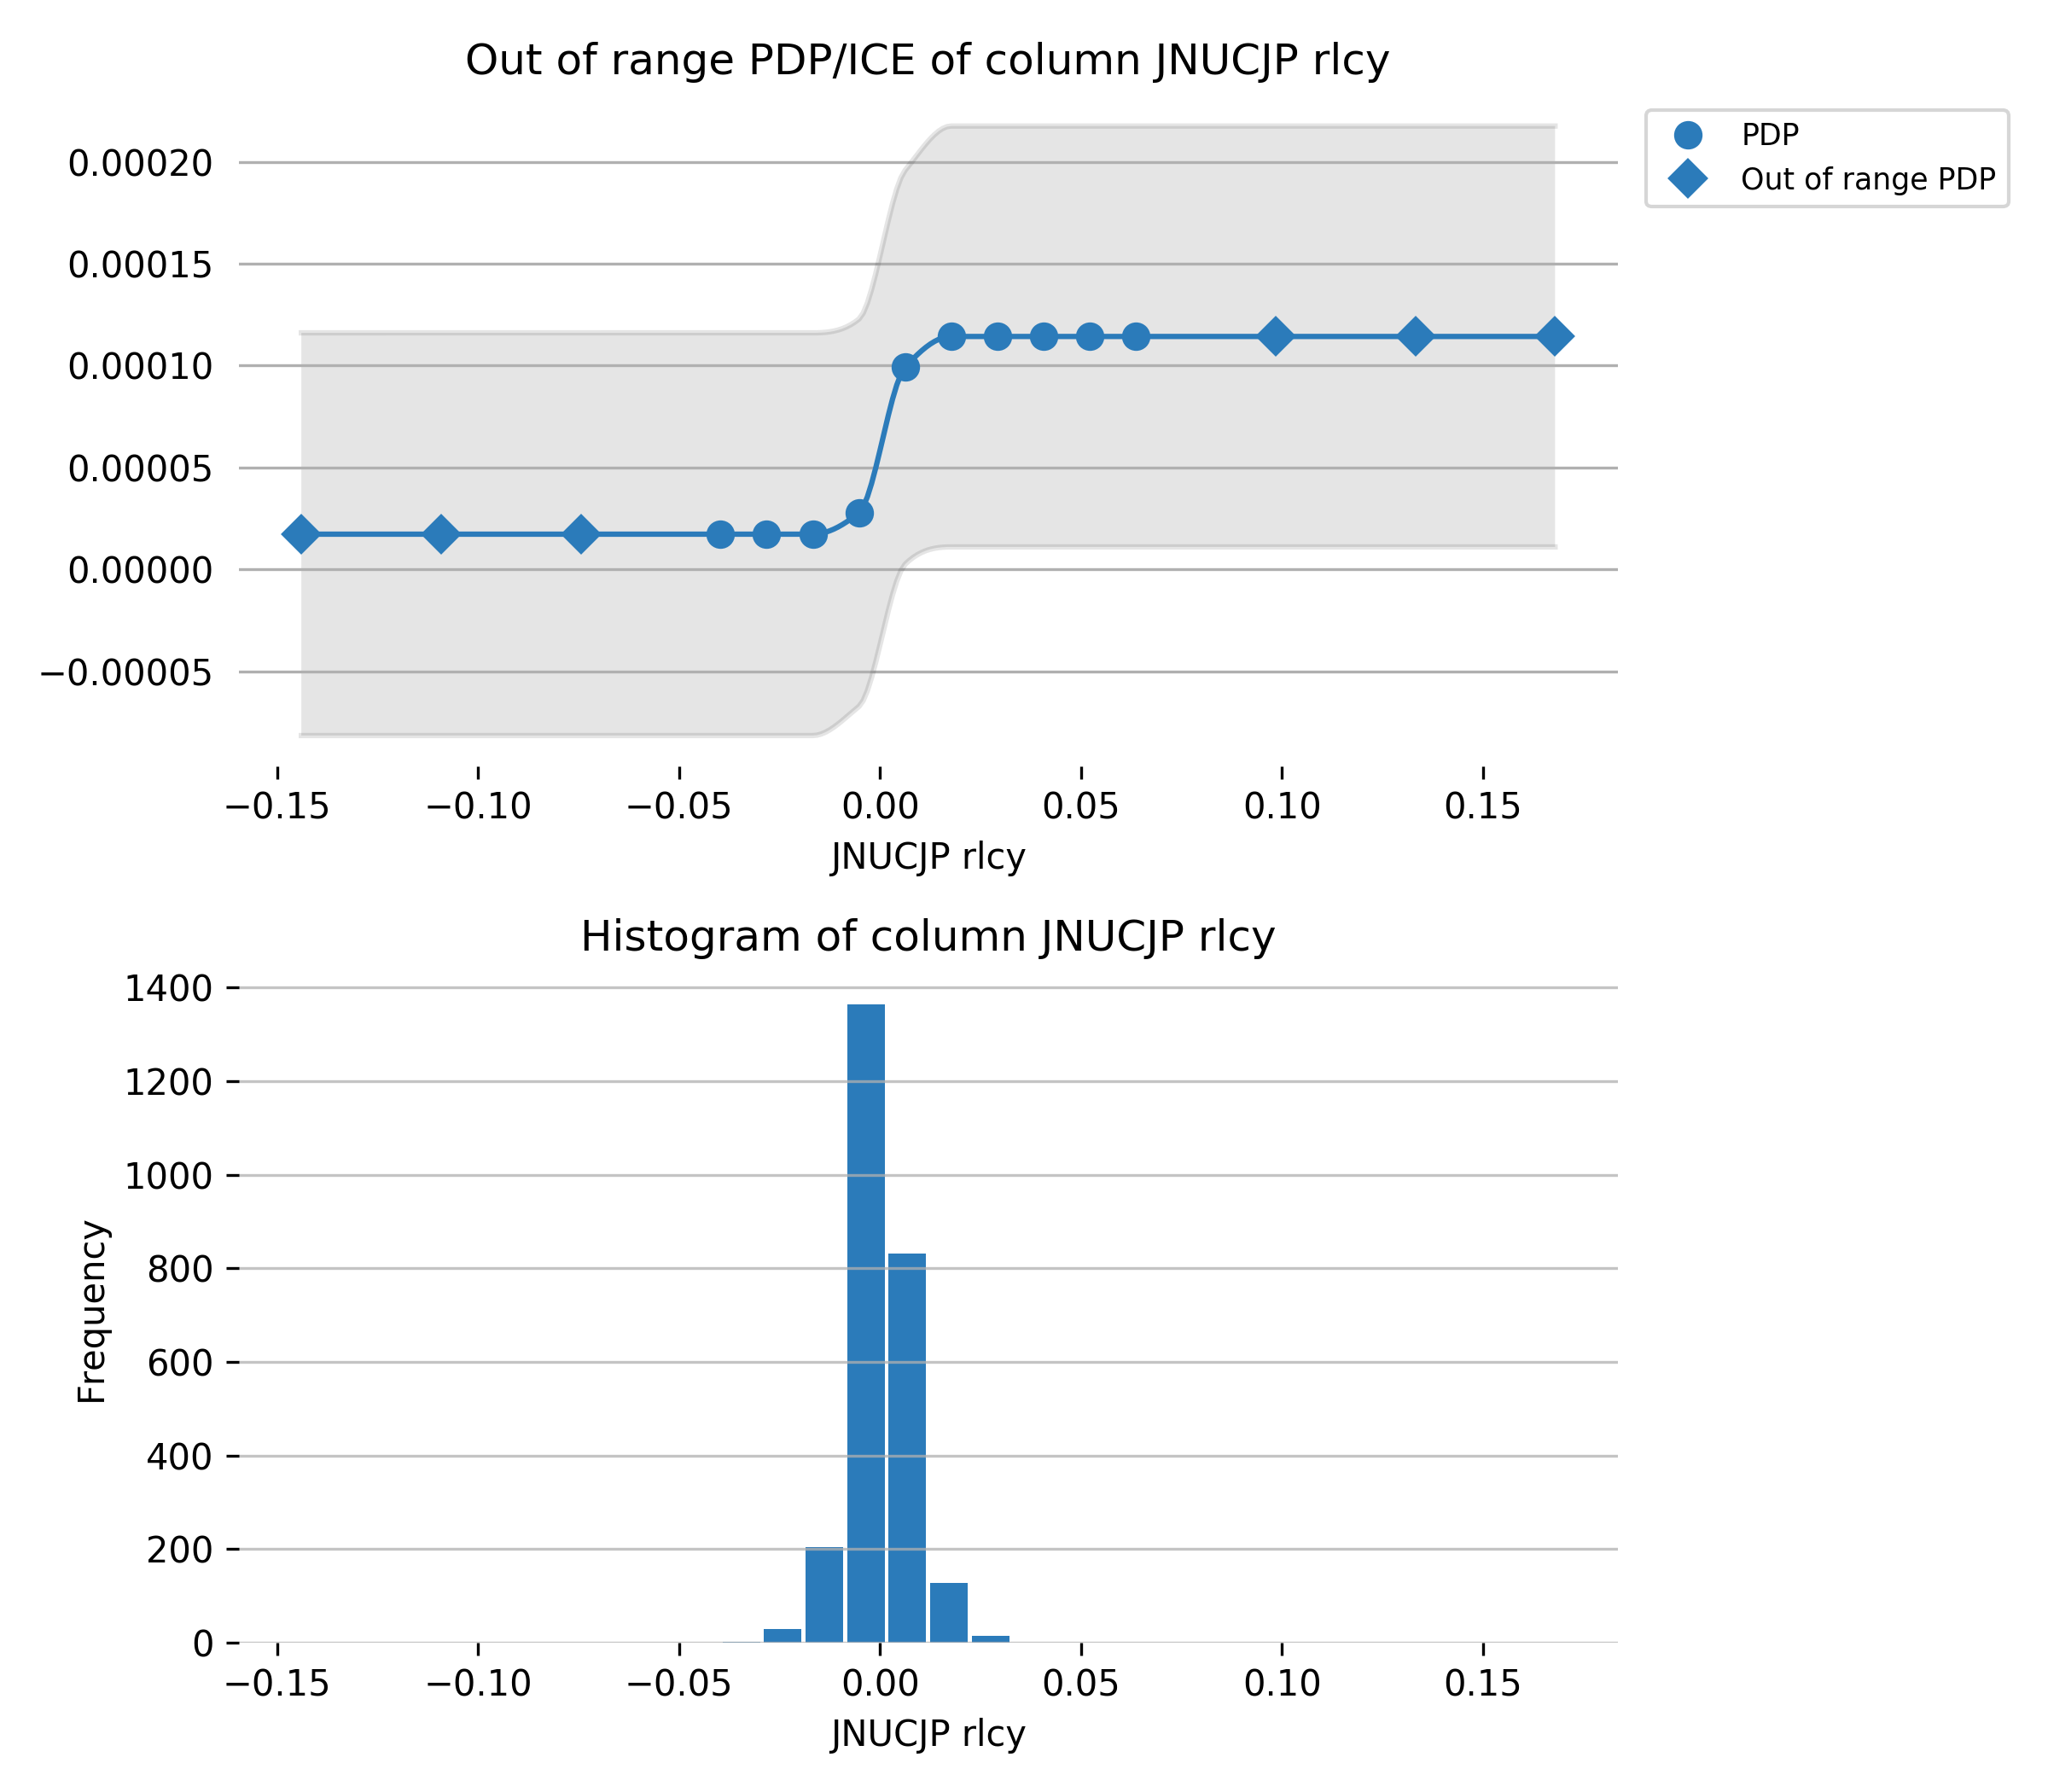 Out of range PDP/ICE of column JNUCJP rlcy
PDP
Out of range PDP
0.00020
0.00015
0.00010
0.00005
0.00000
−0.00005
−0.15 −0.10 −0.05 0.00 0.05 0.10 0.15
JNUCJP rlcy
Histogram of column JNUCJP rlcy
1400
1200
1000
800
600
400
200
0
Frequency
−0.15 −0.10 −0.05 0.00 0.05 0.10 0.15
JNUCJP rlcy